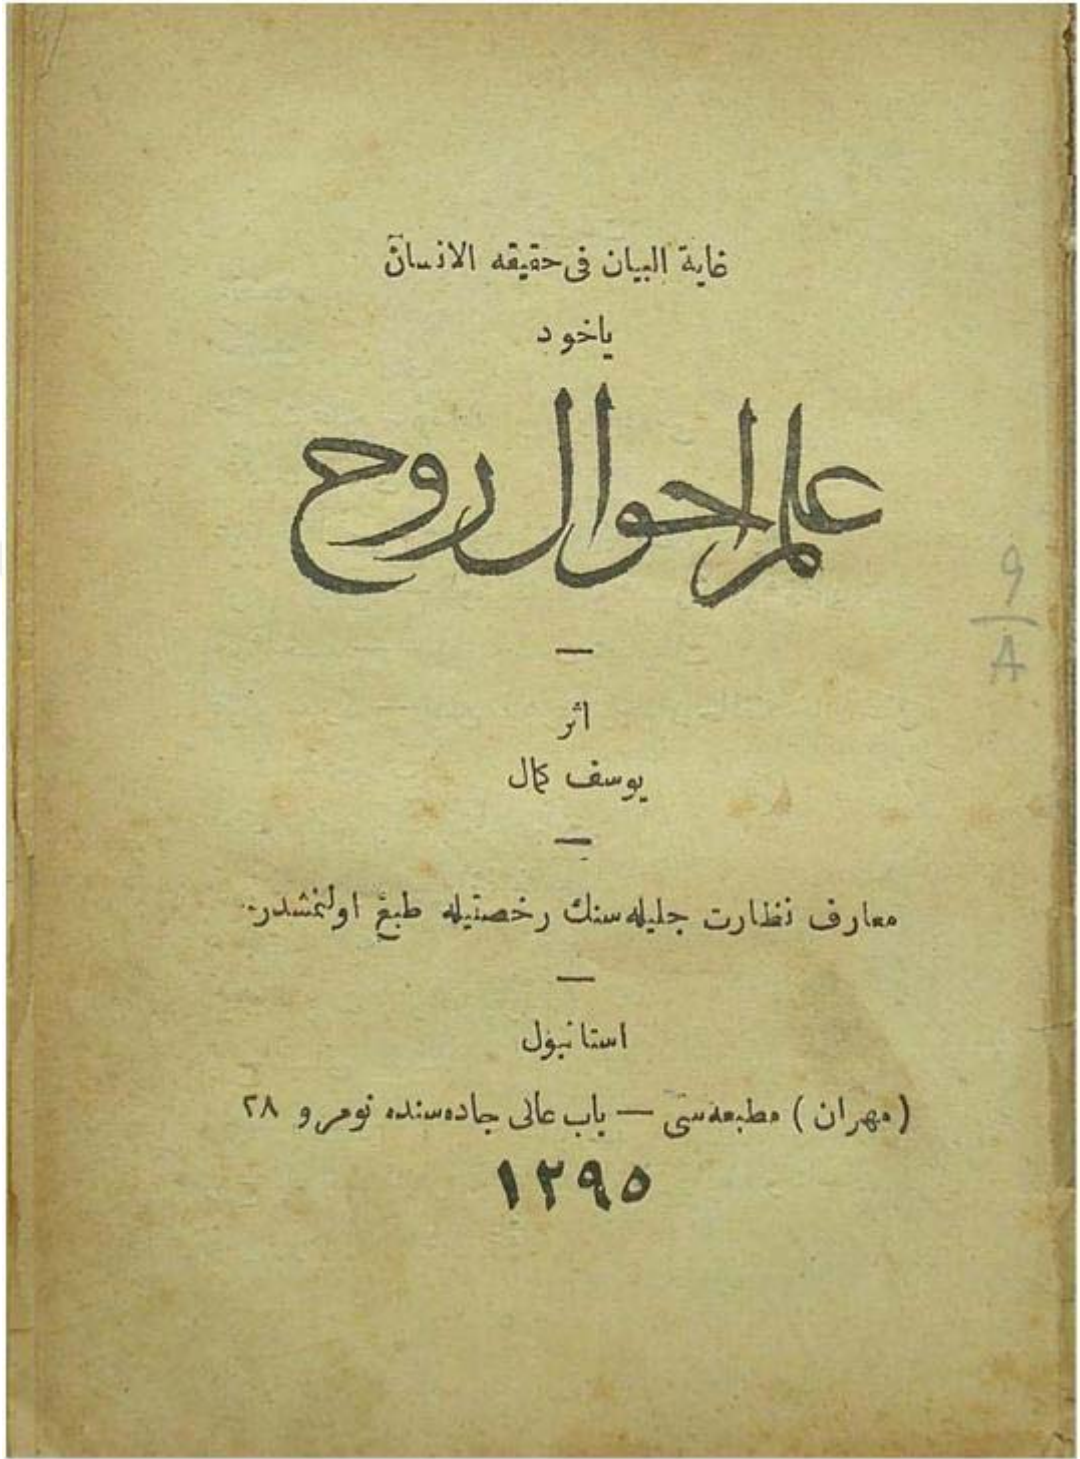 غاية البيان فى حقيقه الانسان
ياخود
علم احوال روح
اثر
يوسف كمال
معارف نظارت جليله سنك رخصتيله طبع اولنمشدر
استانبول
(مهران) مطبعه سى — باب عالى جاده سنده نومرو ٢٨
١٢٩٥